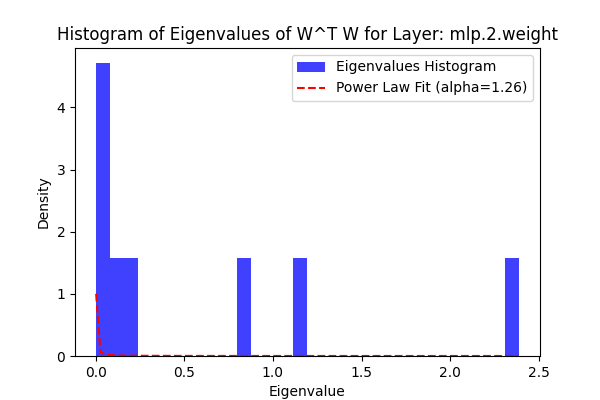 Histogram of Eigenvalues of W^T W for Layer: mlp.2.weight
Eigenvalues Histogram
Power Law Fit (alpha=1.26)
Density
4
3
2
1
0
0.0 0.5 1.0 1.5 2.0 2.5
Eigenvalue